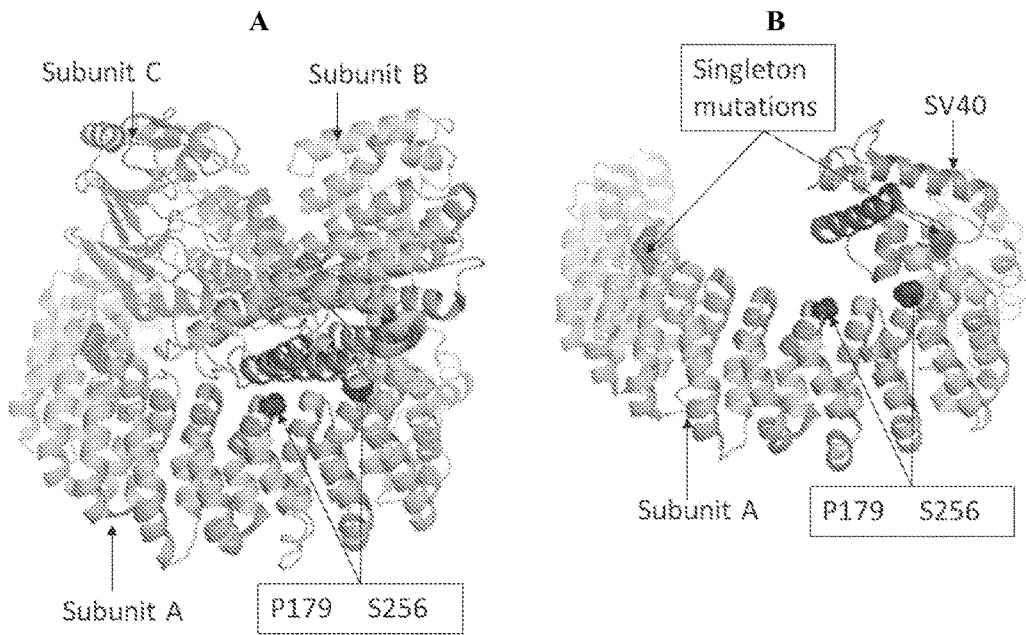 A
Subunit C
Subunit B
Subunit A
P179 S256
B
Singleton
mutations
SV40
Subunit A
P179 S256